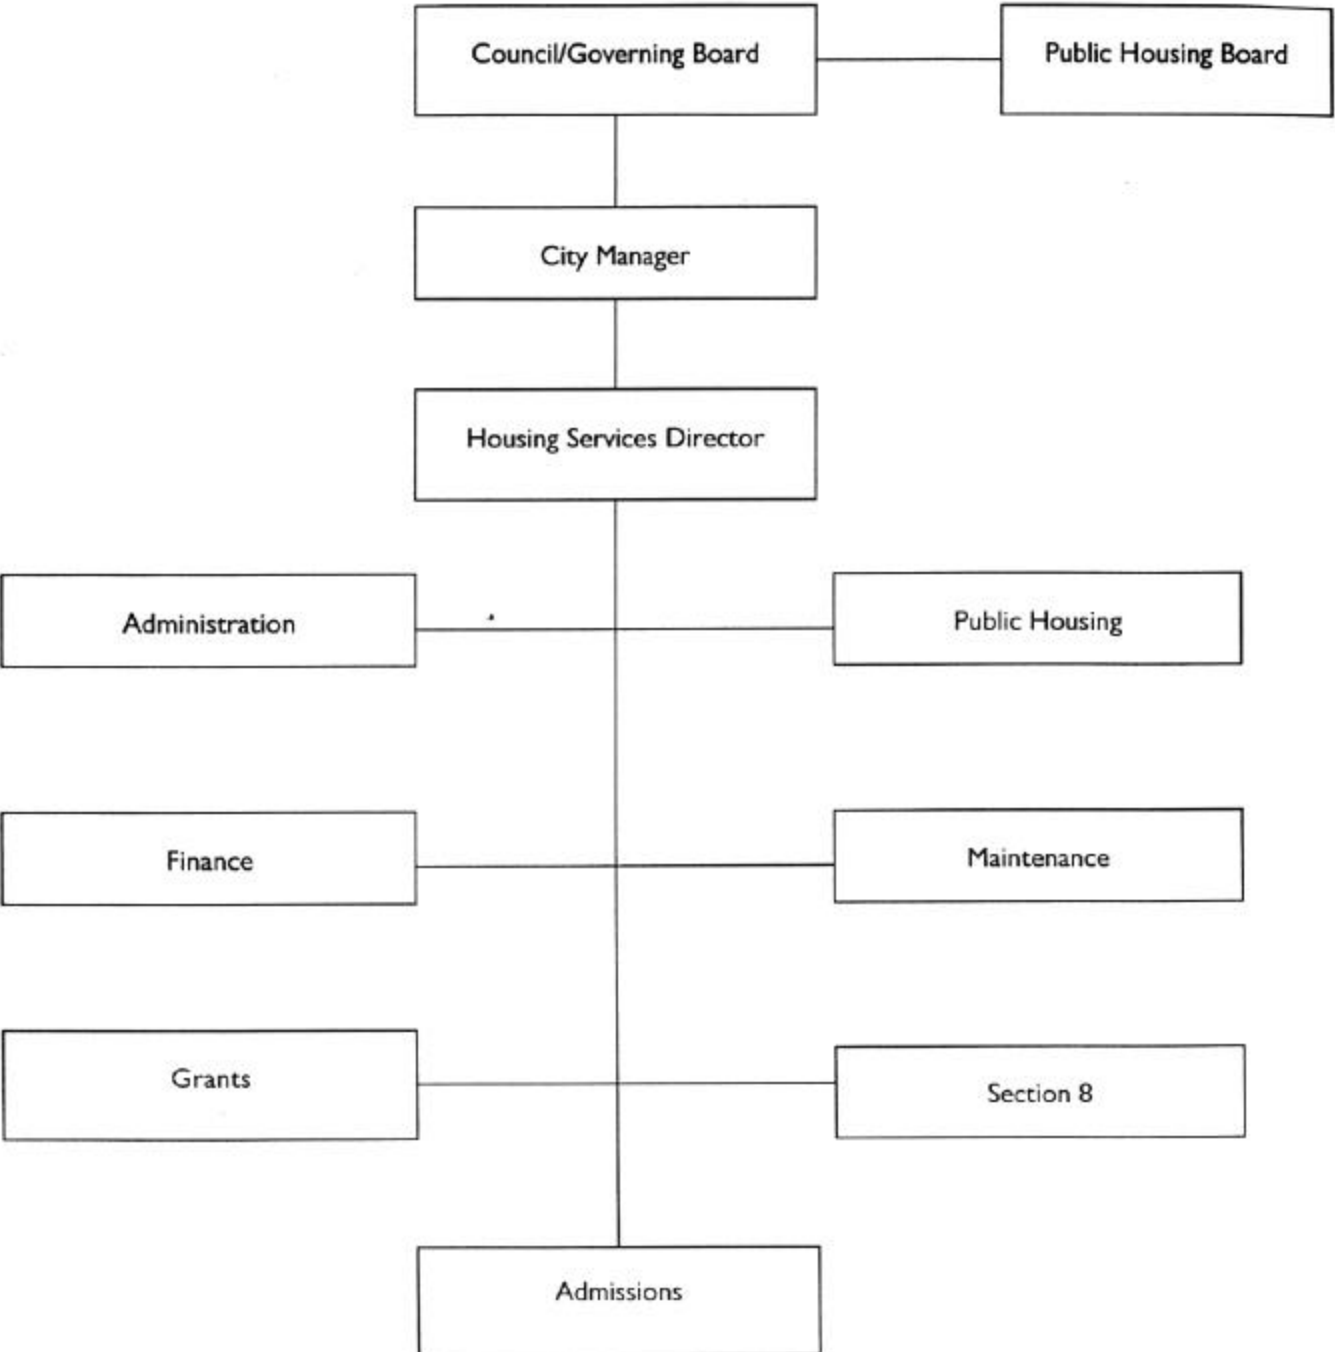 Council/Governing Board
Public Housing Board
City Manager
Housing Services Director
Administration
Public Housing
Finance
Maintenance
Grants
Section 8
Admissions